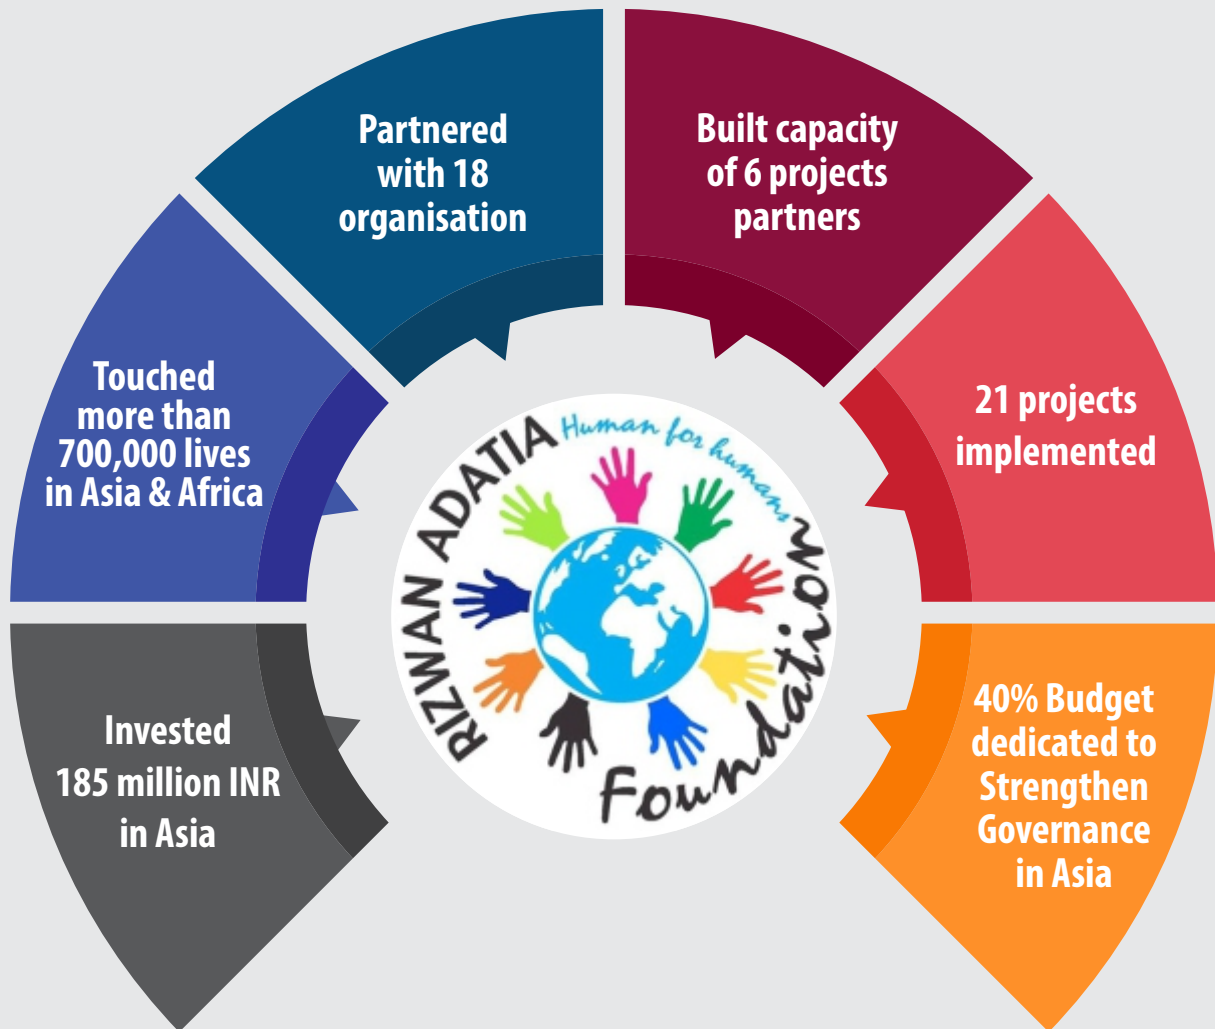 Partnered
with 18
organisation
Built capacity
of 6 projects
partners
Touched
more than
700,000 lives
in Asia & Africa
21 projects
implemented
Invested
185 million INR
in Asia
40% Budget
dedicated to
Strengthen
Governance
in Asia
RIZWAN ADATIA
Human for humans
Foundation